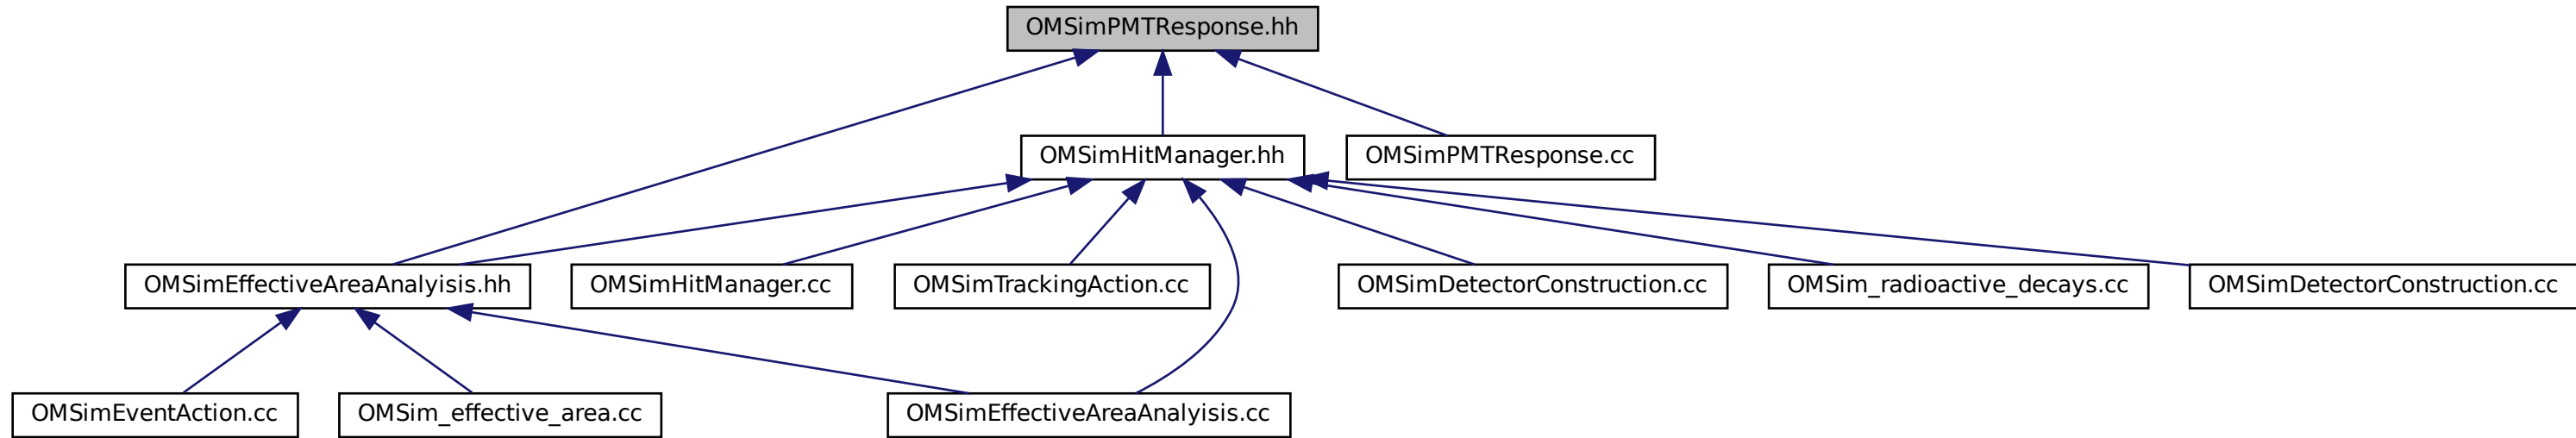 OMSimPMTResponse.hh
OMSimHitManager.hh
OMSimPMTResponse.cc
OMSimEffectiveAreaAnalyisis.hh
OMSimHitManager.cc
OMSimTrackingAction.cc
OMSimDetectorConstruction.cc
OMSim_radioactive_decays.cc
OMSimDetectorConstruction.cc
OMSimEventAction.cc
OMSim_effective_area.cc
OMSimEffectiveAreaAnalyisis.cc